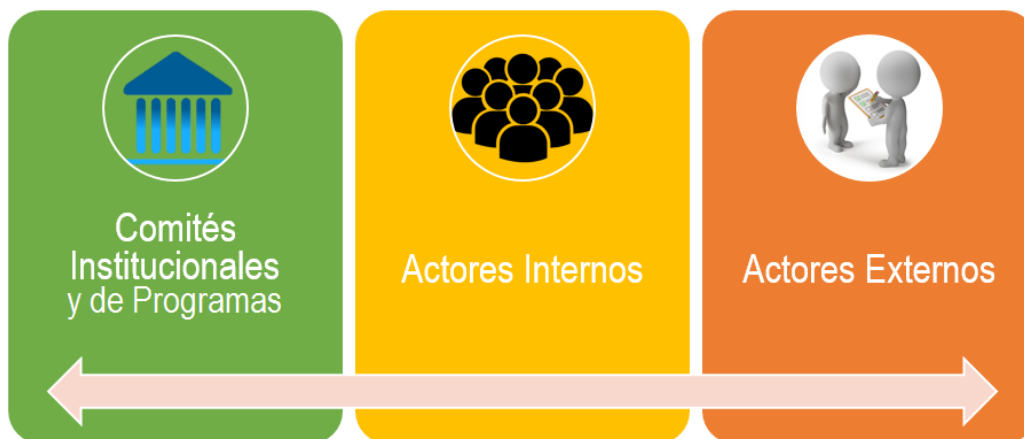 Comités
Institucionales
y de Programas
Actores Internos
Actores Externos